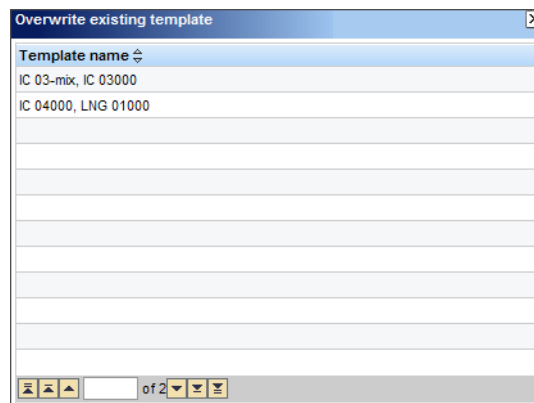 Overwrite existing template
Template name
IC 03-mix, IC 03000
IC 04000, LNG 01000
of 2